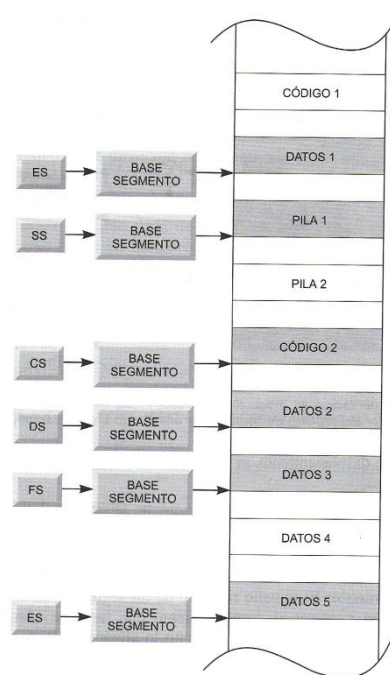 CÓDIGO 1
DATOS 1
ES
BASE
SEGMENTO
PILA 1
SS
BASE
SEGMENTO
PILA 2
CÓDIGO 2
CS
BASE
SEGMENTO
DATOS 2
DS
BASE
SEGMENTO
DATOS 3
FS
BASE
SEGMENTO
DATOS 4
DATOS 5
ES
BASE
SEGMENTO